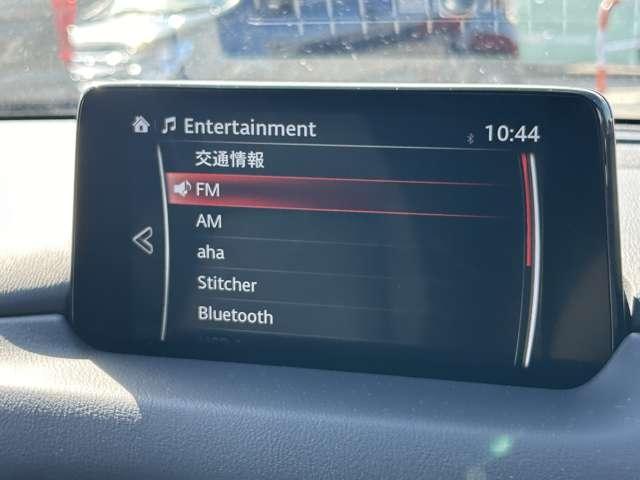 Entertainment 10:44
交通情報
FM
AM
aha
Stitcher
Bluetooth